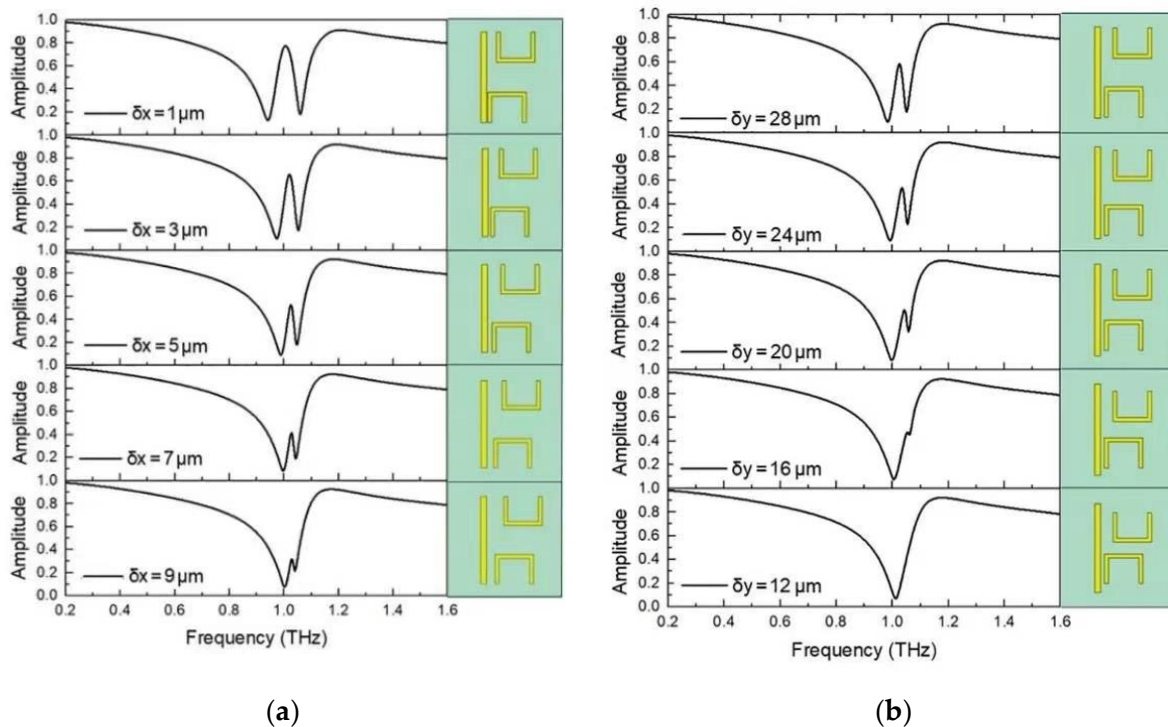 1.0
0.8
0.6
0.4
0.2
Amplitude
δx = 1 μm
1.0
0.8
0.6
0.4
0.2
Amplitude
δx = 3 μm
1.0
0.8
0.6
0.4
0.2
Amplitude
δx = 5 μm
1.0
0.8
0.6
0.4
0.2
Amplitude
δx = 7 μm
1.0
0.8
0.6
0.4
0.2
0.0
Amplitude
δx = 9 μm
0.2 0.4 0.6 0.8 1.0 1.2 1.4 1.6
Frequency (THz)
(a)
1.0
0.8
0.6
0.4
0.2
Amplitude
δy = 28 μm
1.0
0.8
0.6
0.4
0.2
Amplitude
δy = 24 μm
1.0
0.8
0.6
0.4
0.2
Amplitude
δy = 20 μm
1.0
0.8
0.6
0.4
0.2
Amplitude
δy = 16 μm
1.0
0.8
0.6
0.4
0.2
0.0
Amplitude
δy = 12 μm
0.2 0.4 0.6 0.8 1.0 1.2 1.4 1.6
Frequency (THz)
(b)